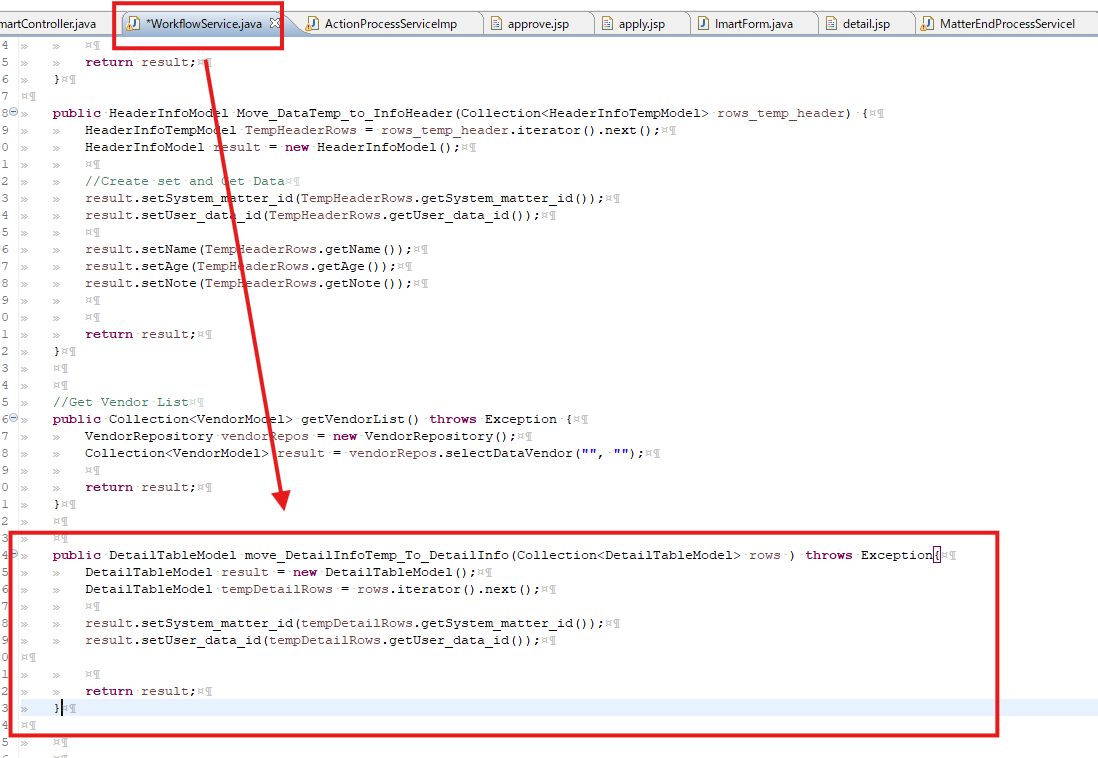 martController.java *WorkflowService.java ActionProcessServiceImp approve.jsp apply.jsp ImartForm.java detail.jsp MatterEndProcessServiceI
4
5 return result;
6 }
7
8 public HeaderInfoModel Move_DataTemp_to_InfoHeader(Collection<HeaderInfoTempModel> rows_temp_header) {
9 HeaderInfoTempModel TempHeaderRows = rows_temp_header.iterator().next();
0 HeaderInfoModel result = new HeaderInfoModel();
1
2 //Create set and Get Data
3 result.setSystem_matter_id(TempHeaderRows.getSystem_matter_id());
4 result.setUser_data_id(TempHeaderRows.getUser_data_id());
5
6 result.setName(TempHeaderRows.getName());
7 result.setAge(TempHeaderRows.getAge());
8 result.setNote(TempHeaderRows.getNote());
9
0
1 return result;
2 }
3
4
5 //Get Vendor List
6 public Collection<VendorModel> getVendorList() throws Exception {
7 VendorRepository vendorRepos = new VendorRepository();
8 Collection<VendorModel> result = vendorRepos.selectDataVendor("", "");
9
0 return result;
1 }
2
3
4 public DetailTableModel move_DetailInfoTemp_To_DetailInfo(Collection<DetailTableModel> rows ) throws Exception{
5 DetailTableModel result = new DetailTableModel();
6 DetailTableModel tempDetailRows = rows.iterator().next();
7
8 result.setSystem_matter_id(tempDetailRows.getSystem_matter_id());
9 result.setUser_data_id(tempDetailRows.getUser_data_id());
0
1
2 return result;
3 }
4
5